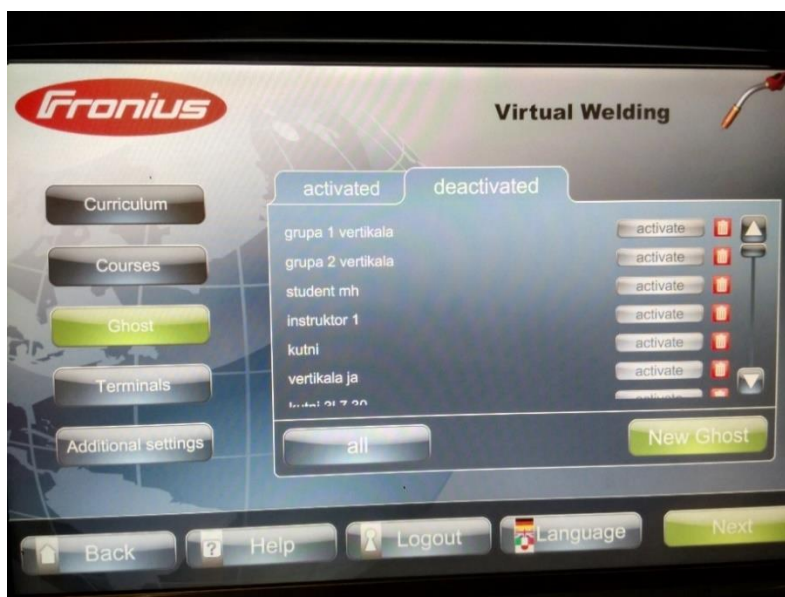 Fronius
Virtual Welding
activated
deactivated
Curriculum
Courses
Ghost
Terminals
Additional settings
grupa 1 vertikala
activate
grupa 2 vertikala
activate
student mh
activate
instruktor 1
activate
kutni
activate
vertikala ja
activate
all
New Ghost
Back
? Help
Logout
Language
Next